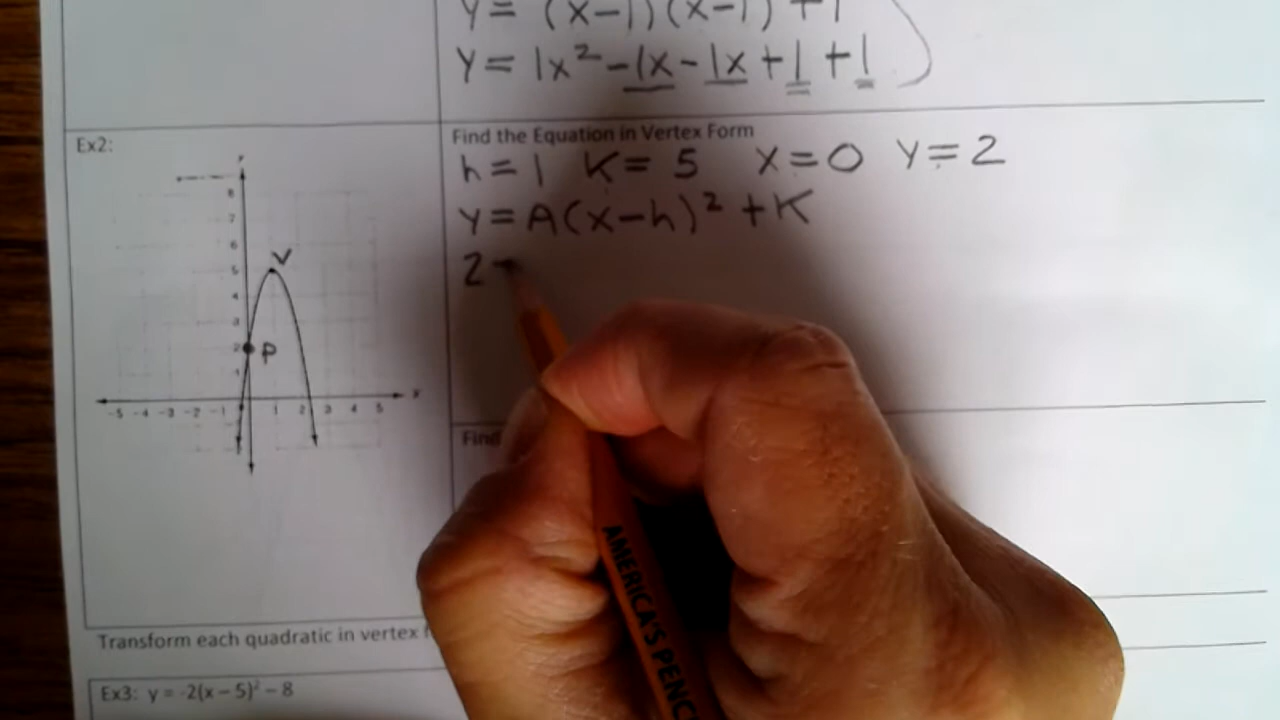 Y = (x-1)(x-1) +1
Y = 1x² -1x - 1x +1 +1
Ex2:
Find the Equation in Vertex Form
h=1 K=5 X=0 Y=2
Y=A(x-h)² +K
2
Y
8
7
6
5
4
3
2
1
V
P
-5 -4 -3 -2 -1 1 2 3 4 5
x
Find
AMERICA'S PENC
Transform each quadratic in vertex f
Ex3: y = -2(x – 5)² – 8